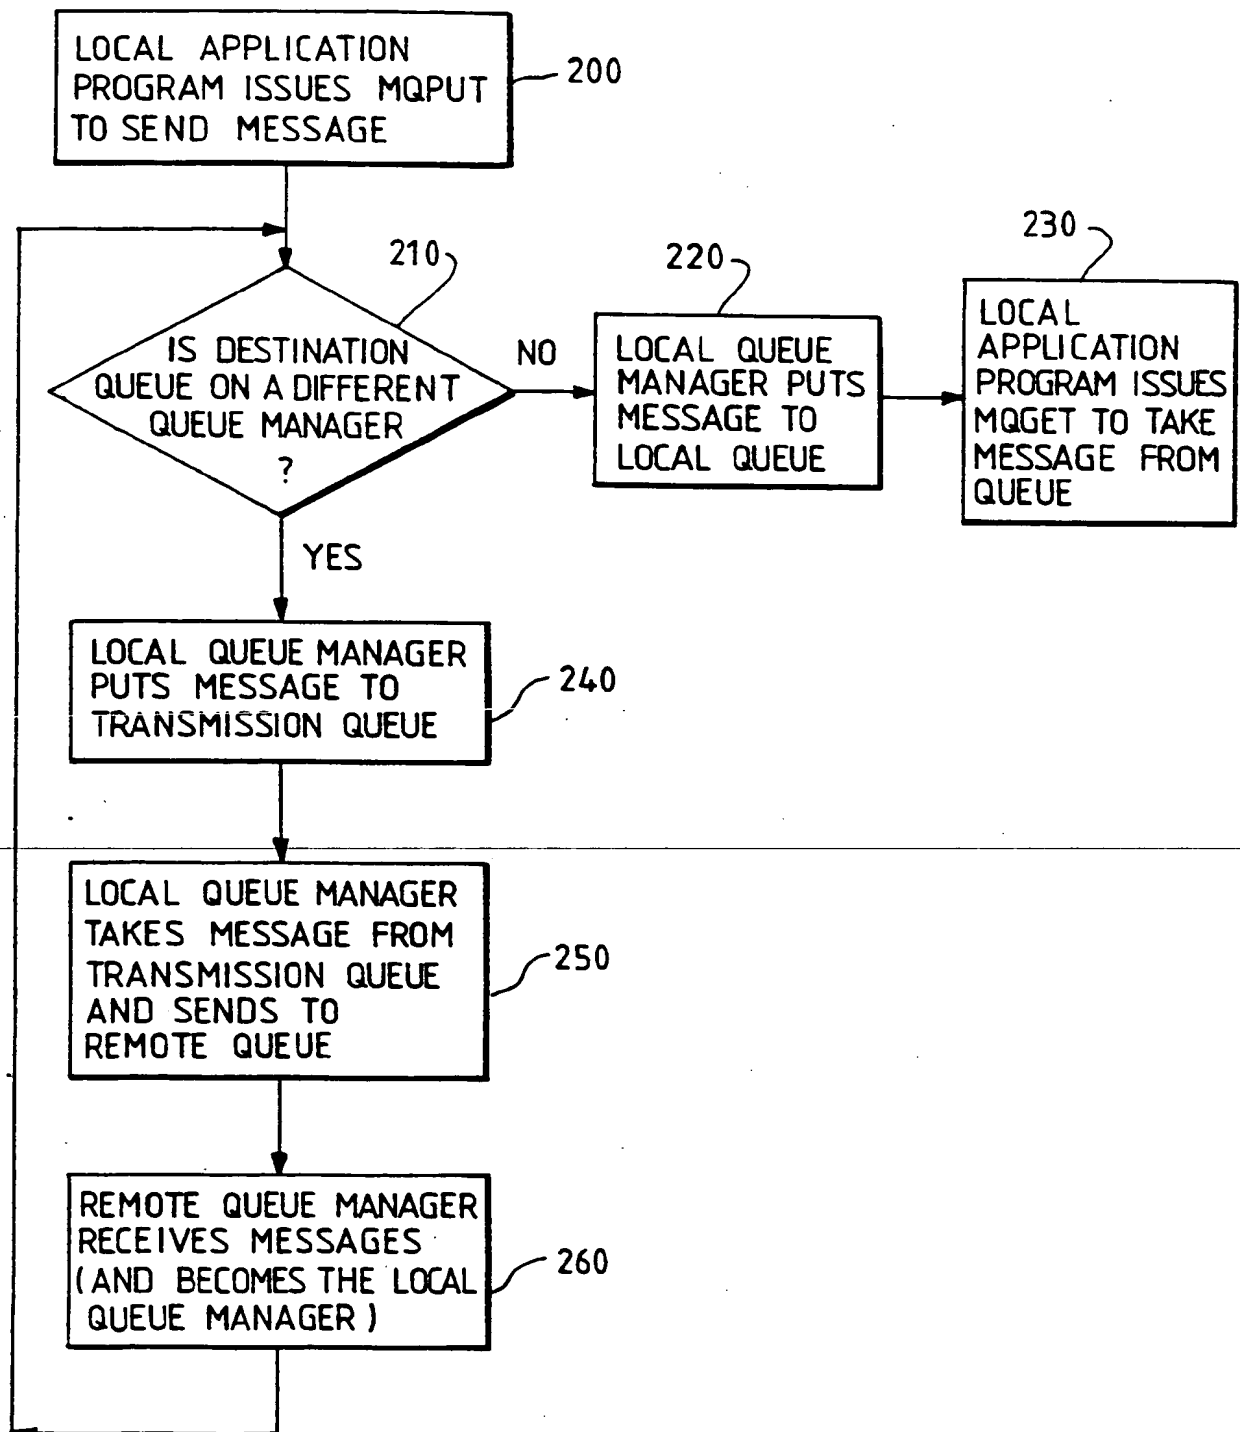 LOCAL APPLICATION
PROGRAM ISSUES MQPUT
TO SEND MESSAGE
200
210
IS DESTINATION
QUEUE ON A DIFFERENT
QUEUE MANAGER
?
NO
YES
220
LOCAL QUEUE
MANAGER PUTS
MESSAGE TO
LOCAL QUEUE
230
LOCAL
APPLICATION
PROGRAM ISSUES
MQGET TO TAKE
MESSAGE FROM
QUEUE
LOCAL QUEUE MANAGER
PUTS MESSAGE TO
TRANSMISSION QUEUE
240
LOCAL QUEUE MANAGER
TAKES MESSAGE FROM
TRANSMISSION QUEUE
AND SENDS TO
REMOTE QUEUE
250
REMOTE QUEUE MANAGER
RECEIVES MESSAGES
(AND BECOMES THE LOCAL
QUEUE MANAGER)
260